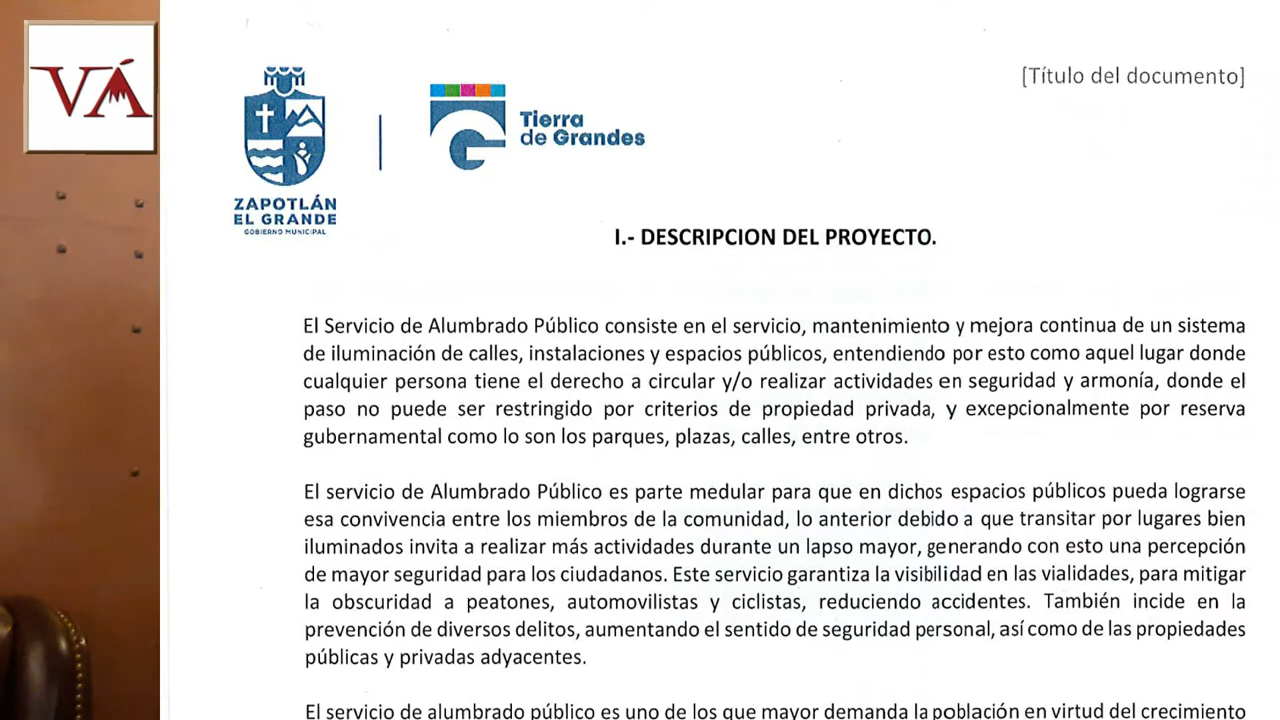 VÁ
[Título del documento]
Tierra
de Grandes
ZAPOTLÁN
EL GRANDE
GOBIERNO MUNICIPAL
I.- DESCRIPCION DEL PROYECTO.
El Servicio de Alumbrado Público consiste en el servicio, mantenimiento y mejora continua de un sistema
de iluminación de calles, instalaciones y espacios públicos, entendiendo por esto como aquel lugar donde
cualquier persona tiene el derecho a circular y/o realizar actividades en seguridad y armonía, donde el
paso no puede ser restringido por criterios de propiedad privada, y excepcionalmente por reserva
gubernamental como lo son los parques, plazas, calles, entre otros.
El servicio de Alumbrado Público es parte medular para que en dichos espacios públicos pueda lograrse
esa convivencia entre los miembros de la comunidad, lo anterior debido a que transitar por lugares bien
iluminados invita a realizar más actividades durante un lapso mayor, generando con esto una percepción
de mayor seguridad para los ciudadanos. Este servicio garantiza la visibilidad en las vialidades, para mitigar
la obscuridad a peatones, automovilistas y ciclistas, reduciendo accidentes. También incide en la
prevención de diversos delitos, aumentando el sentido de seguridad personal, así como de las propiedades
públicas y privadas adyacentes.
El servicio de alumbrado público es uno de los que mayor demanda la población en virtud del crecimiento